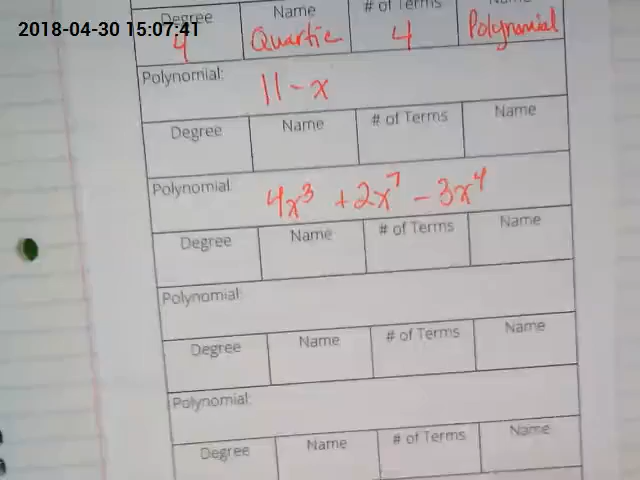 Degree Name # of Terms Name
2018-04-30 15:07:41
4 Quartic 4 Polynomial
Polynomial: 11 - x
Degree Name # of Terms Name
Polynomial: 4x³ + 2x⁷ - 3x⁴
Degree Name # of Terms Name
Polynomial:
Degree Name # of Terms Name
Polynomial:
Degree Name # of Terms Name